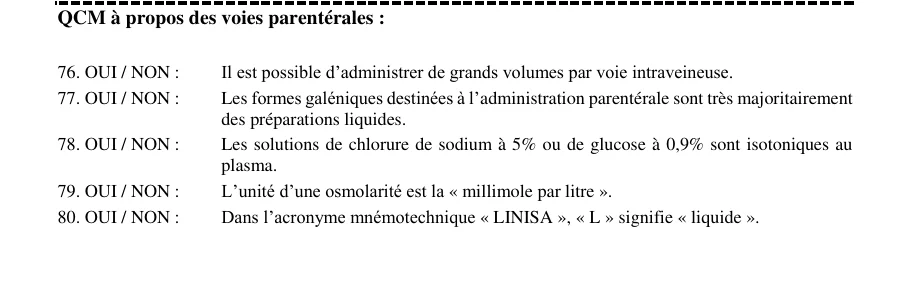 QCM à propos des voies parentérales :
76. OUI / NON : Il est possible d’administrer de grands volumes par voie intraveineuse.
77. OUI / NON : Les formes galéniques destinées à l’administration parentérale sont très majoritairement
des préparations liquides.
78. OUI / NON : Les solutions de chlorure de sodium à 5% ou de glucose à 0,9% sont isotoniques au
plasma.
79. OUI / NON : L’unité d’une osmolarité est la « millimole par litre ».
80. OUI / NON : Dans l’acronyme mnémotechnique « LINISA », « L » signifie « liquide ».